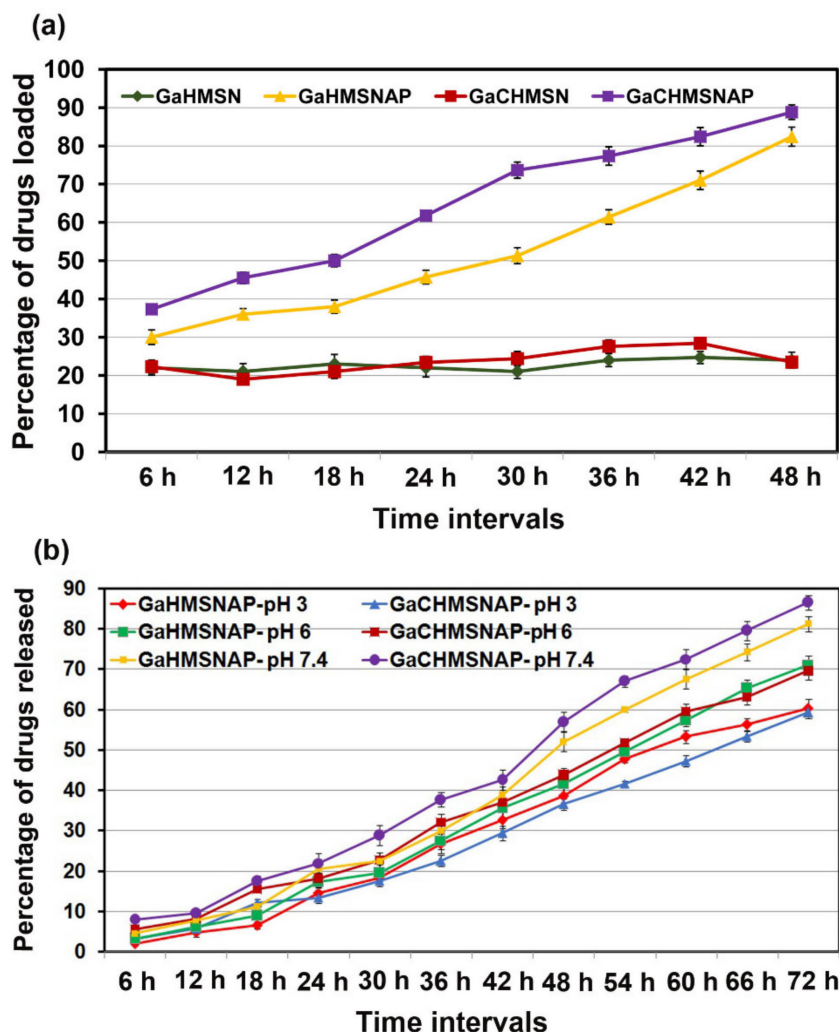 (a)
Percentage of drugs loaded
100
90
80
70
60
50
40
30
20
10
0
GaHMSN GaHMSNAP GaCHMSN GaCHMSNAP
6 h 12 h 18 h 24 h 30 h 36 h 42 h 48 h
Time intervals
(b)
Percentage of drugs released
90
80
70
60
50
40
30
20
10
0
GaHMSNAP-pH 3 GaCHMSNAP- pH 3
GaHMSNAP- pH 6 GaCHMSNAP-pH 6
GaHMSNAP- pH 7.4 GaCHMSNAP- pH 7.4
6 h 12 h 18 h 24 h 30 h 36 h 42 h 48 h 54 h 60 h 66 h 72 h
Time intervals